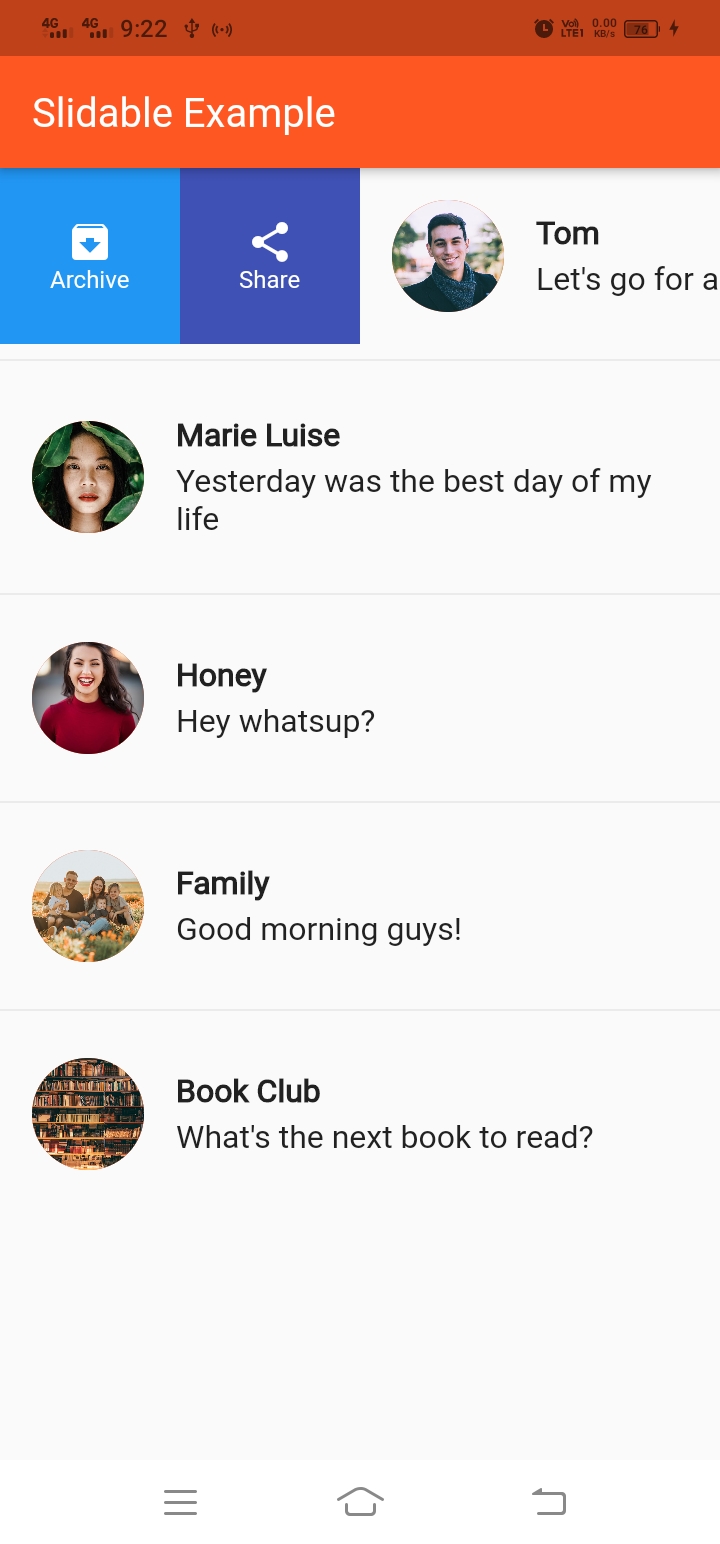 4G 4G 9:22 Vo) LTE1 0.00 KB/s 76
Slidable Example
Archive
Share
Tom
Let's go for a
Marie Luise
Yesterday was the best day of my
life
Honey
Hey whatsup?
Family
Good morning guys!
Book Club
What's the next book to read?